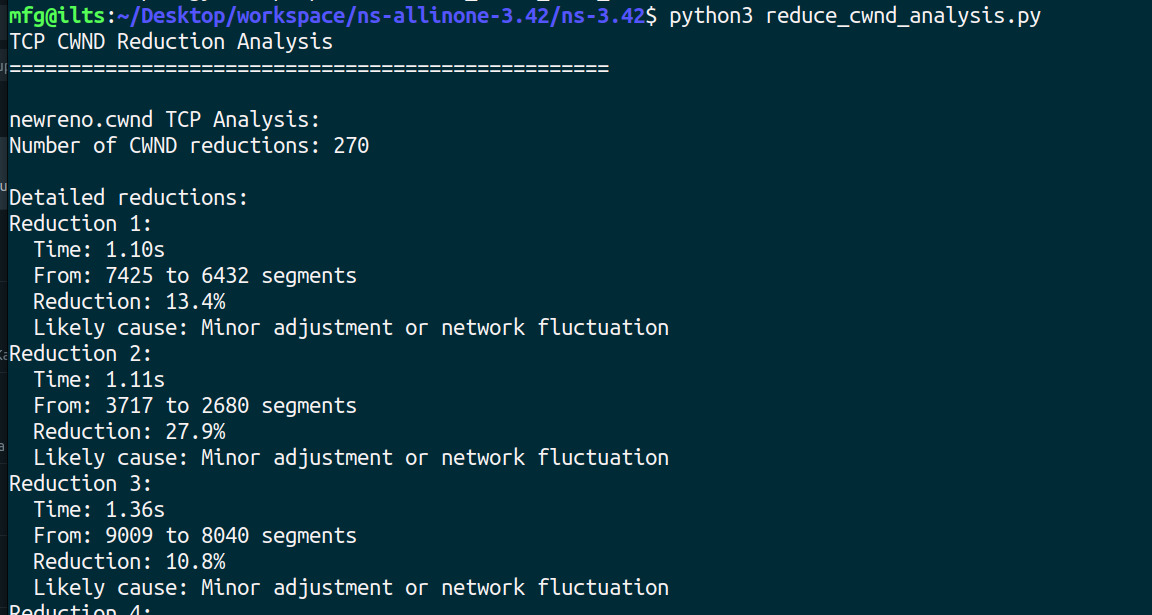 mfg@ilts:~/Desktop/workspace/ns-allinone-3.42/ns-3.42$ python3 reduce_cwnd_analysis.py
TCP CWND Reduction Analysis
==================================================
newreno.cwnd TCP Analysis:
Number of CWND reductions: 270
Detailed reductions:
Reduction 1:
Time: 1.10s
From: 7425 to 6432 segments
Reduction: 13.4%
Likely cause: Minor adjustment or network fluctuation
Reduction 2:
Time: 1.11s
From: 3717 to 2680 segments
Reduction: 27.9%
Likely cause: Minor adjustment or network fluctuation
Reduction 3:
Time: 1.36s
From: 9009 to 8040 segments
Reduction: 10.8%
Likely cause: Minor adjustment or network fluctuation
Reduction 4: